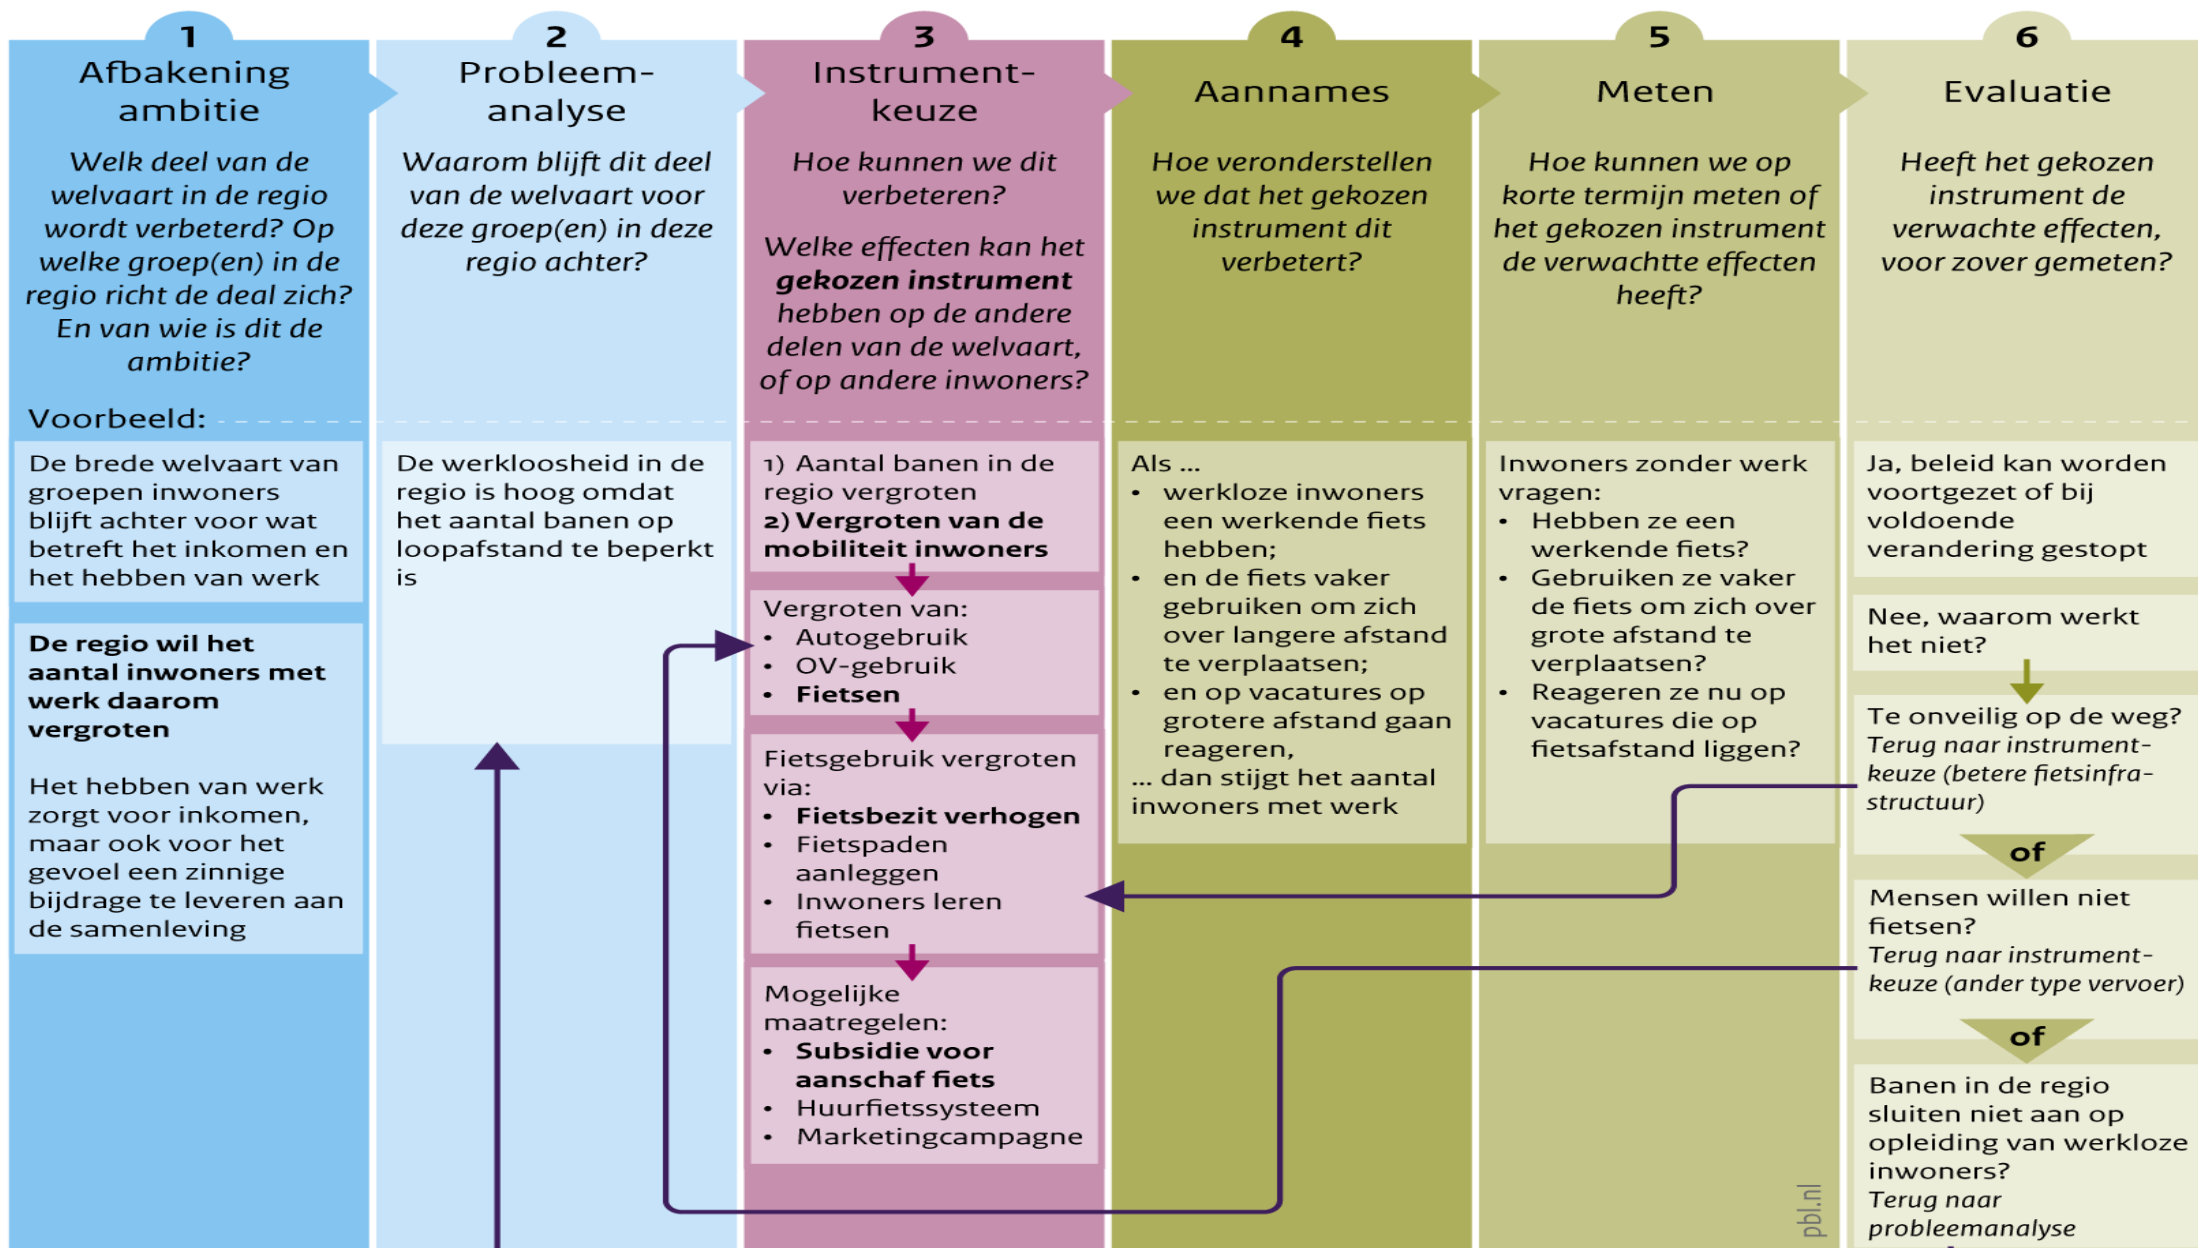 1
Afbakening
ambitie
Welk deel van de
welvaart in de regio
wordt verbeterd? Op
welke groep(en) in de
regio richt de deal zich?
En van wie is dit de
ambitie?
Voorbeeld:
De brede welvaart van
groepen inwoners
blijft achter voor wat
betreft het inkomen en
het hebben van werk
De regio wil het
aantal inwoners met
werk daarom
vergroten
Het hebben van werk
zorgt voor inkomen,
maar ook voor het
gevoel een zinnige
bijdrage te leveren aan
de samenleving
2
Probleem-
analyse
Waarom blijft dit deel
van de welvaart voor
deze groep(en) in deze
regio achter?
De werkloosheid in de
regio is hoog omdat
het aantal banen op
loopafstand te beperkt
is
3
Instrument-
keuze
Hoe kunnen we dit
verbeteren?
Welke effecten kan het
gekozen instrument
hebben op de andere
delen van de welvaart,
of op andere inwoners?
1) Aantal banen in de
regio vergroten
2) Vergroten van de
mobiliteit inwoners
Vergroten van:
• Autogebruik
• OV-gebruik
• Fietsen
Fietsgebruik vergroten
via:
• Fietsbezit verhogen
• Fietspaden
aanleggen
• Inwoners leren
fietsen
Mogelijke
maatregelen:
• Subsidie voor
aanschaf fiets
• Huurfietssysteem
• Marketingcampagne
4
Aannames
Hoe veronderstellen
we dat het gekozen
instrument dit
verbetert?
Als ...
• werkloze inwoners
een werkende fiets
hebben;
• en de fiets vaker
gebruiken om zich
over langere afstand
te verplaatsen;
• en op vacatures op
grotere afstand gaan
reageren,
... dan stijgt het aantal
inwoners met werk
5
Meten
Hoe kunnen we op
korte termijn meten of
het gekozen instrument
de verwachtte effecten
heeft?
Inwoners zonder werk
vragen:
• Hebben ze een
werkende fiets?
• Gebruiken ze vaker
de fiets om zich over
grote afstand te
verplaatsen?
• Reageren ze nu op
vacatures die op
fietsafstand liggen?
6
Evaluatie
Heeft het gekozen
instrument de
verwachte effecten,
voor zover gemeten?
Ja, beleid kan worden
voortgezet of bij
voldoende
verandering gestopt
Nee, waarom werkt
het niet?
Te onveilig op de weg?
Terug naar instrument-
keuze (betere fietsinfra-
structuur)
of
Mensen willen niet
fietsen?
Terug naar instrument-
keuze (ander type vervoer)
of
Banen in de regio
sluiten niet aan op
opleiding van werkloze
inwoners?
Terug naar
probleemanalyse
pbl.nl